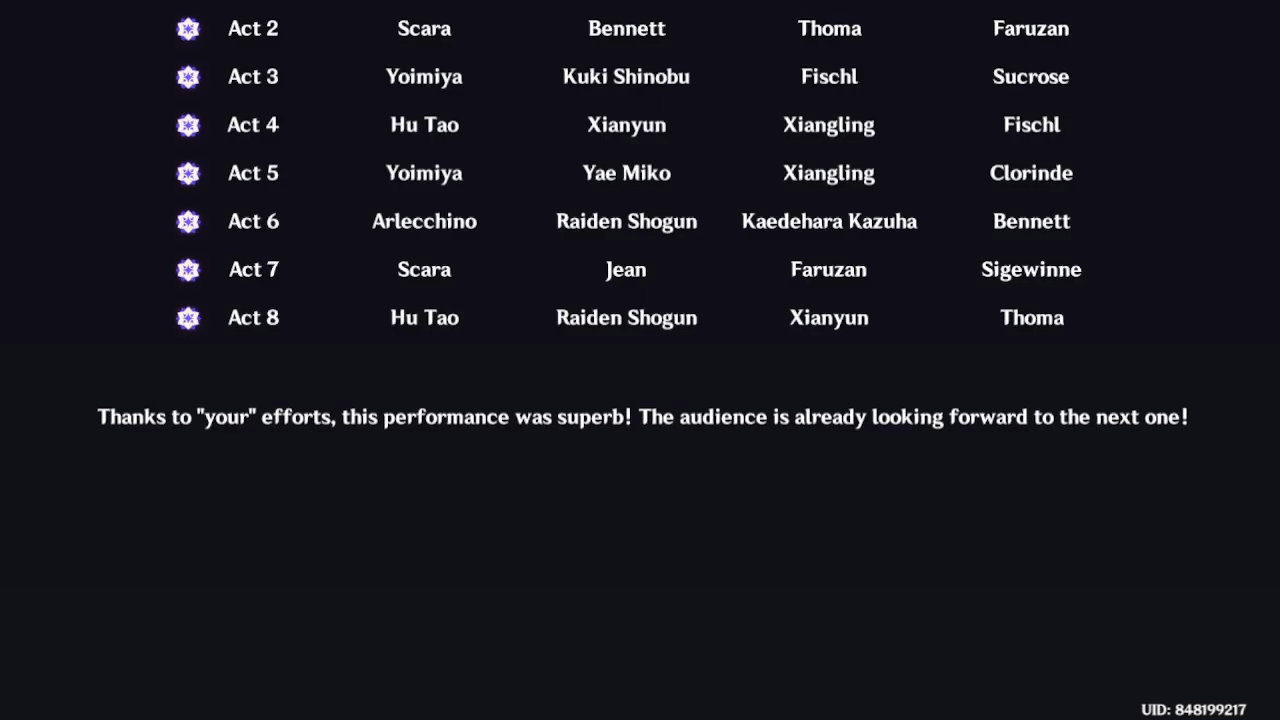 Act 2 Scara Bennett Thoma Faruzan
Act 3 Yoimiya Kuki Shinobu Fischl Sucrose
Act 4 Hu Tao Xianyun Xiangling Fischl
Act 5 Yoimiya Yae Miko Xiangling Clorinde
Act 6 Arlecchino Raiden Shogun Kaedehara Kazuha Bennett
Act 7 Scara Jean Faruzan Sigewinne
Act 8 Hu Tao Raiden Shogun Xianyun Thoma
Thanks to "your" efforts, this performance was superb! The audience is already looking forward to the next one!
UID: 848199217